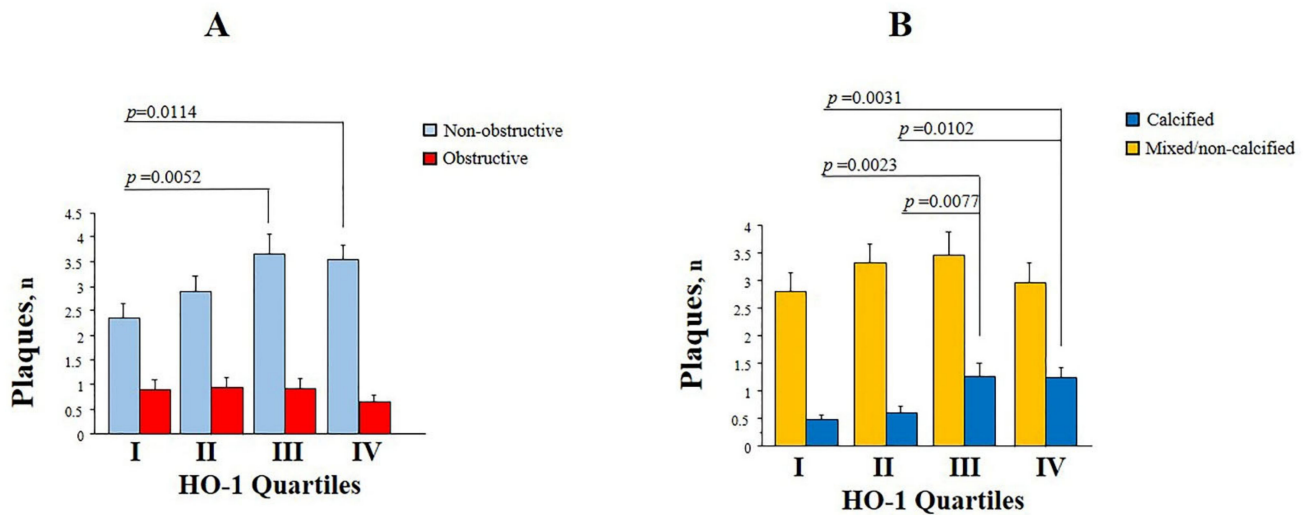 A
p=0.0114
p =0.0052
Non-obstructive
Obstructive
Plaques, n
4.5
4
3.5
3
2.5
2
1.5
1
0.5
0
I II III IV
HO-1 Quartiles
B
p =0.0031
p =0.0102
p =0.0023
p =0.0077
Calcified
Mixed/non-calcified
Plaques, n
4
3.5
3
2.5
2
1.5
1
0.5
0
I II III IV
HO-1 Quartiles